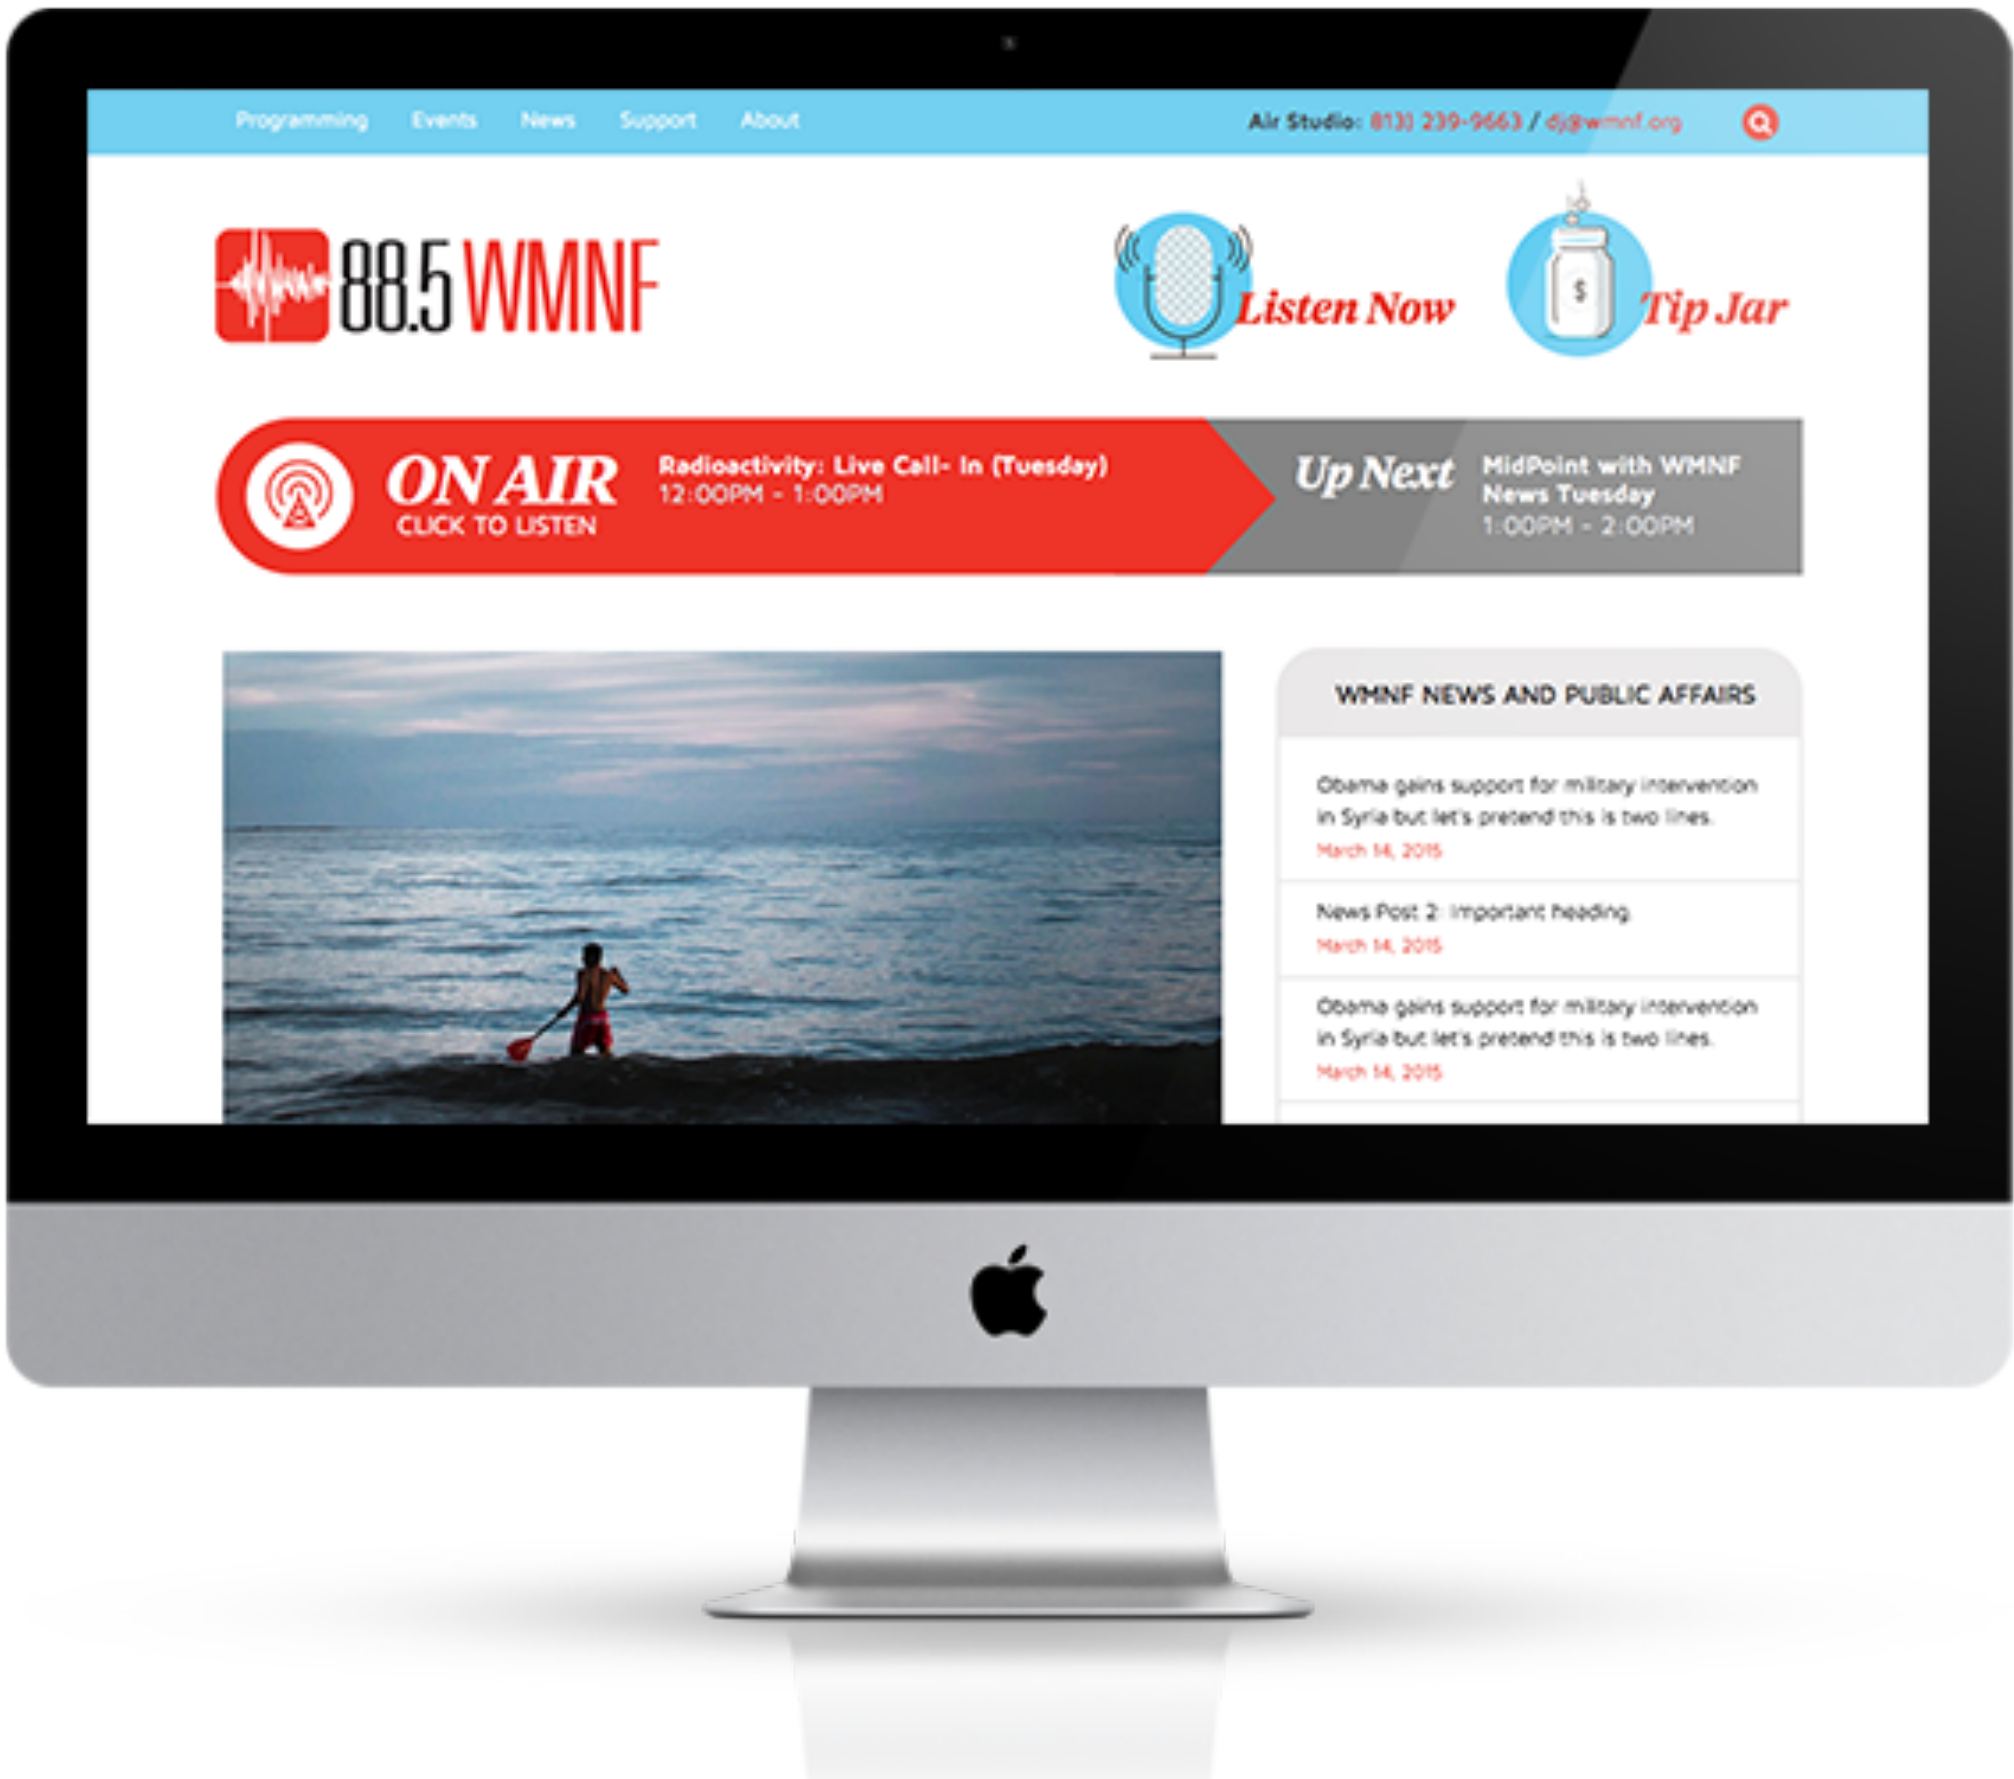 Programming Events News Support About
Air Studio: 813) 239-9663 / dj@wmnf.org
88.5 WMNF
Listen Now
$
Tip Jar
ON AIR
CLICK TO LISTEN
Radioactivity: Live Call- In (Tuesday)
12:00PM - 1:00PM
Up Next
MidPoint with WMNF
News Tuesday
1:00PM - 2:00PM
WMNF NEWS AND PUBLIC AFFAIRS
Obama gains support for military intervention
in Syria but let's pretend this is two lines.
March 14, 2015
News Post 2: Important heading
March 14, 2015
Obama gains support for military intervention
in Syria but let's pretend this is two lines.
March 14, 2015